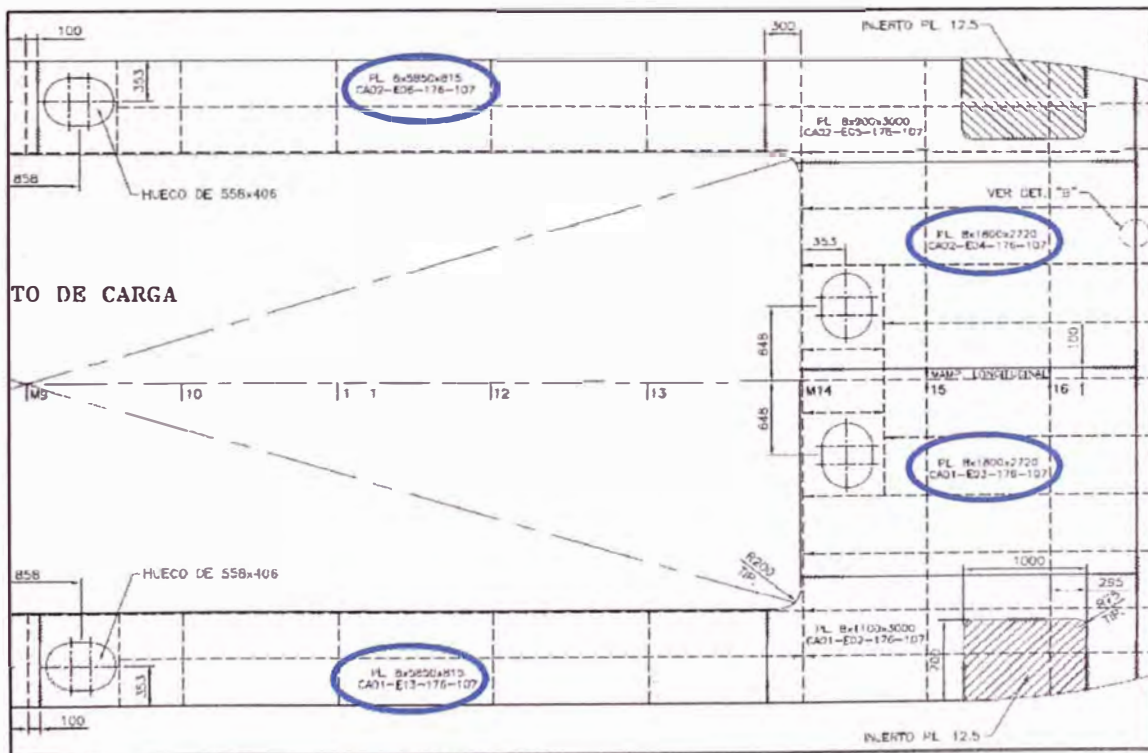 100
300
INJERTO PL. 12.5
353
PL. 8x5850x815
CA02-E06-176-107
PL. 8x900x3000
CA02-E05-176-107
858
HUECO DE 558x406
VER DET. "B"
PL. 8x1800x2720
CA02-E04-176-107
353
TO DE CARGA
648
100
M9
10
11
12
13
M14
MAMP. LONGITUDINAL
15
16
648
PL. 8x1800x2720
CA01-E03-176-107
858
HUECO DE 558x406
R200
TIP.
1000
295
R75
TIP.
PL. 8x1100x3000
CA01-E02-176-107
700
PL. 8x5850x815
CA01-E13-176-107
353
100
INJERTO PL. 12.5